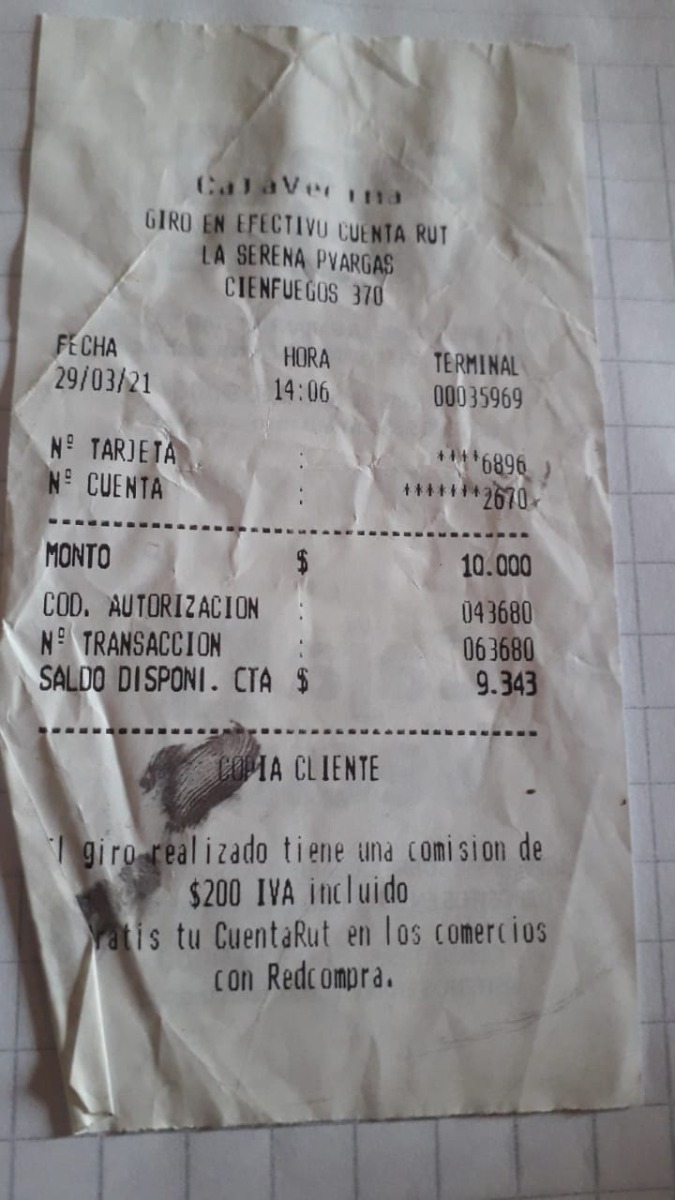 CajaVecina
GIRO EN EFECTIVO CUENTA RUT
LA SERENA PVARGAS
CIENFUEGOS 370
FECHA HORA TERMINAL
29/03/21 14:06 00035969
Nº TARJETA : ****6896
Nº CUENTA : *******2670
MONTO $ 10.000
COD. AUTORIZACION : 043680
Nº TRANSACCION : 063680
SALDO DISPONI. CTA $ 9.343
COPIA CLIENTE
El giro realizado tiene una comision de
$200 IVA incluido
ratis tu CuentaRut en los comercios
con Redcompra.